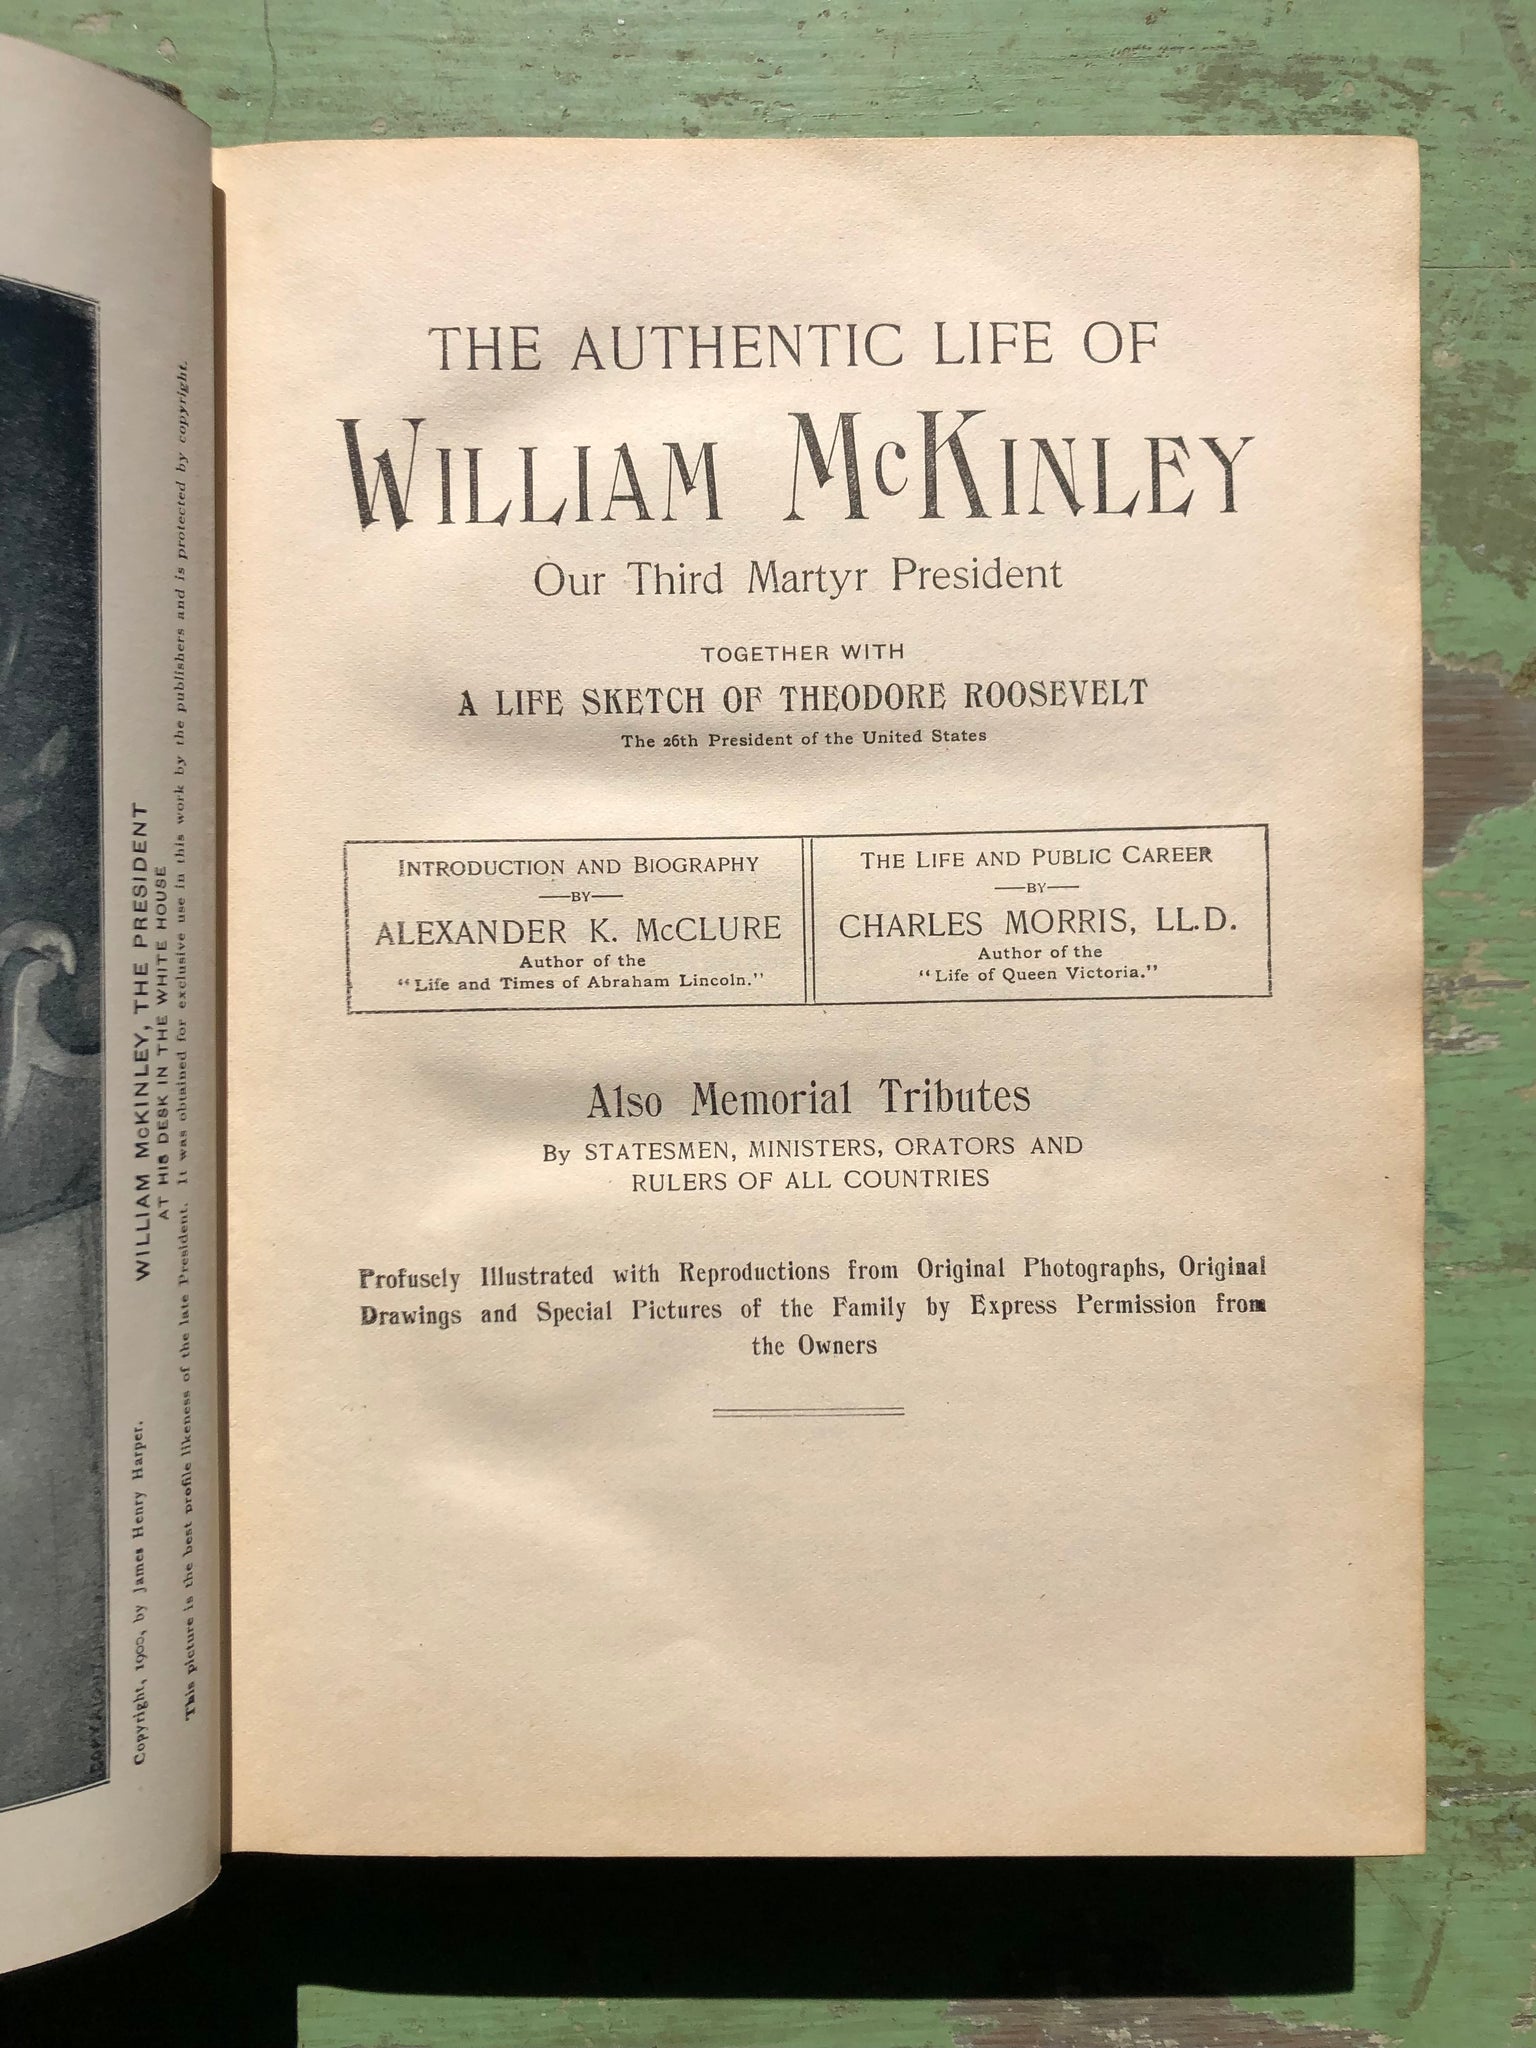 WILLIAM McKINLEY, THE PRESIDENT
AT HIS DESK IN THE WHITE HOUSE
Copyright, 1900, by James Henry Harper.
This picture is the best profile likeness of the late President. It was obtained for exclusive use in this work by the publishers and is protected by copyright.
THE AUTHENTIC LIFE OF
WILLIAM McKINLEY
Our Third Martyr President
TOGETHER WITH
A LIFE SKETCH OF THEODORE ROOSEVELT
The 26th President of the United States
INTRODUCTION AND BIOGRAPHY
—BY—
ALEXANDER K. McCLURE
Author of the
"Life and Times of Abraham Lincoln."
THE LIFE AND PUBLIC CAREER
—BY—
CHARLES MORRIS, LL.D.
Author of the
"Life of Queen Victoria."
Also Memorial Tributes
By STATESMEN, MINISTERS, ORATORS AND
RULERS OF ALL COUNTRIES
Profusely Illustrated with Reproductions from Original Photographs, Original
Drawings and Special Pictures of the Family by Express Permission from
the Owners